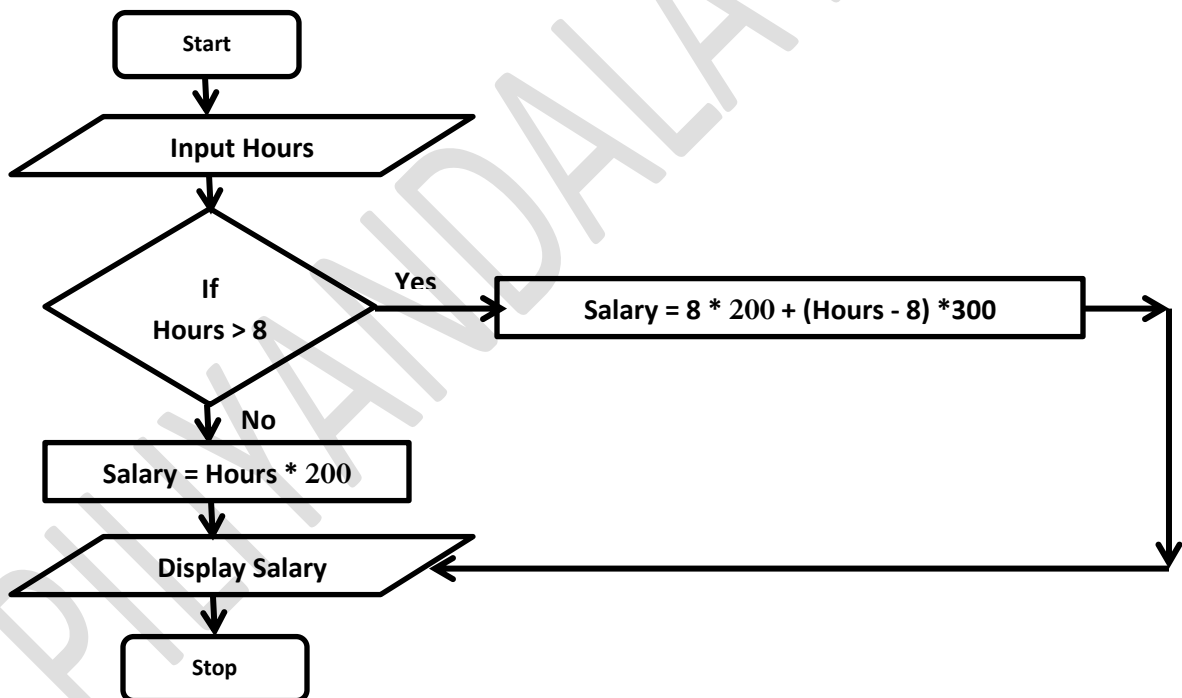 Start
Input Hours
If
Hours > 8
Yes
Salary = 8 * 200 + (Hours - 8) *300
No
Salary = Hours * 200
Display Salary
Stop
PILIYANDALA